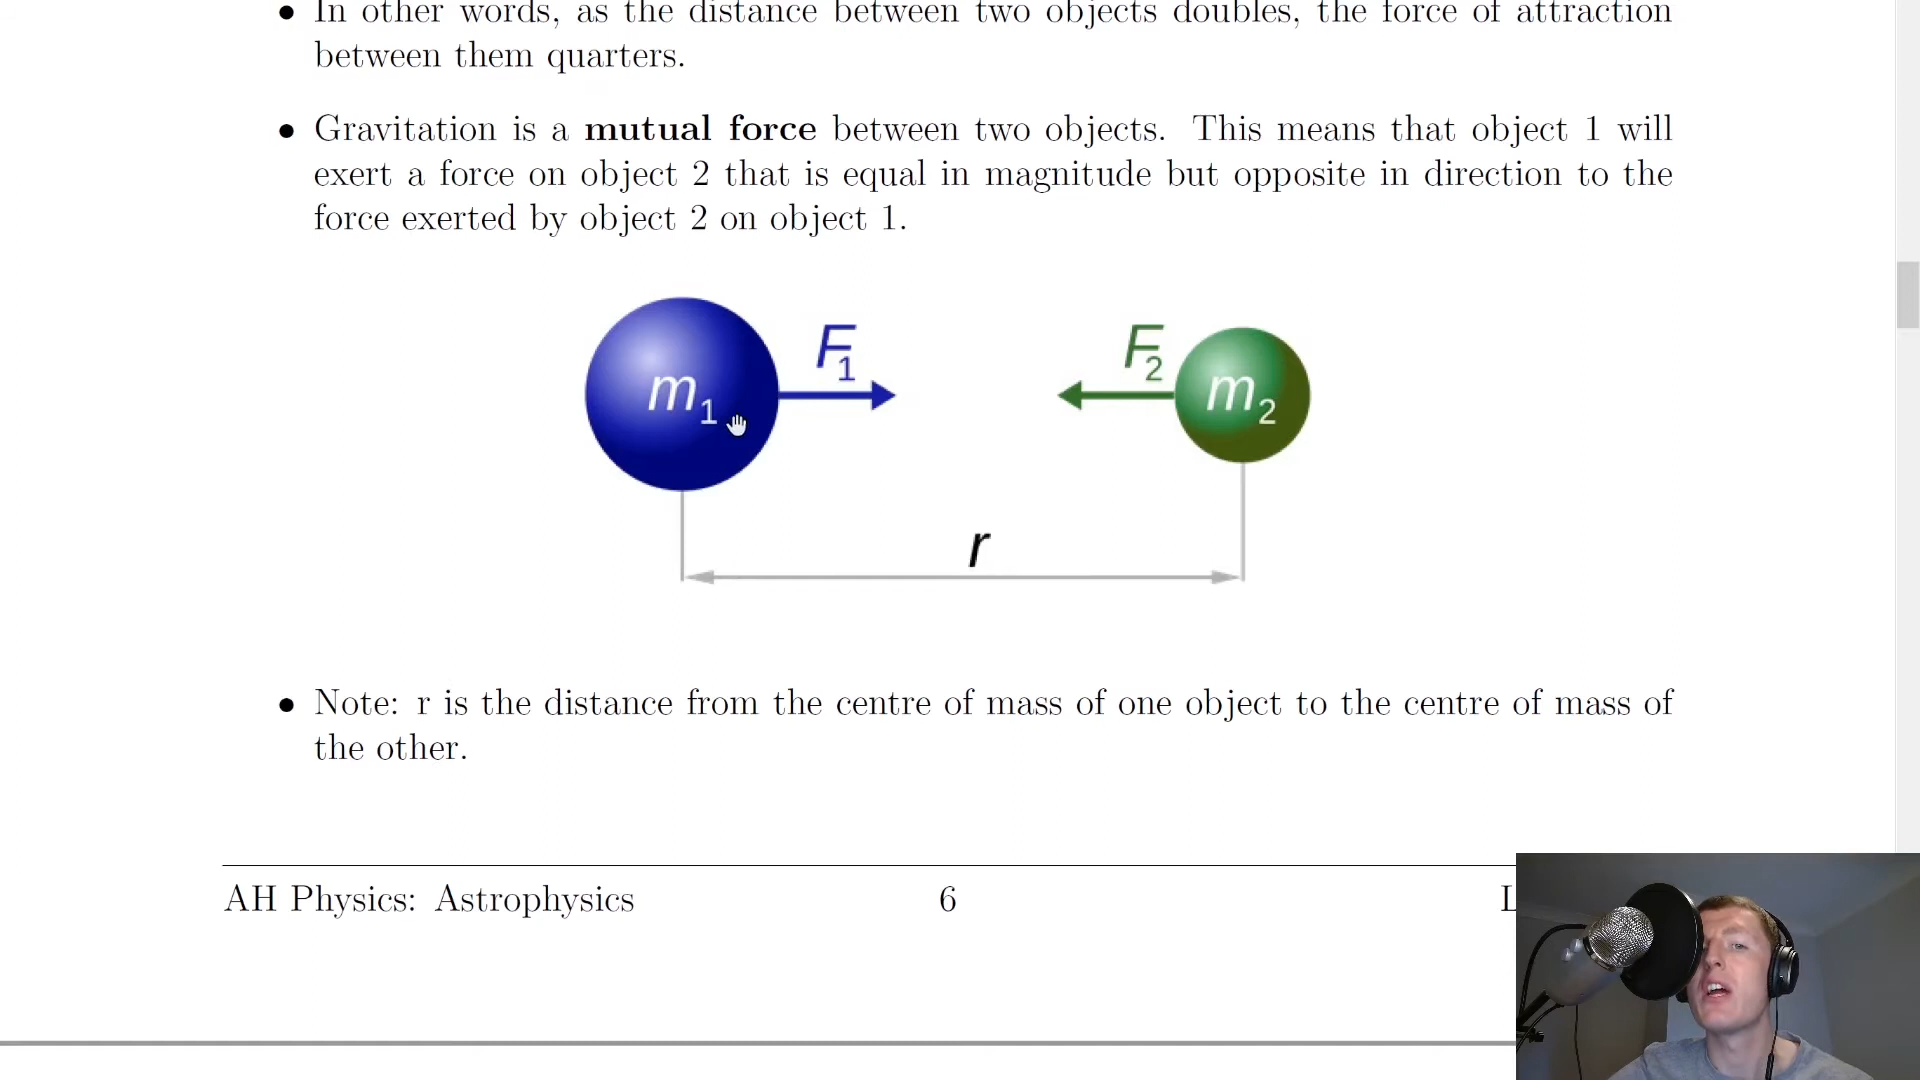 • In other words, as the distance between two objects doubles, the force of attraction
between them quarters.
• Gravitation is a mutual force between two objects. This means that object 1 will
exert a force on object 2 that is equal in magnitude but opposite in direction to the
force exerted by object 2 on object 1.
m₁ F₁ F₂ m₂
r
• Note: r is the distance from the centre of mass of one object to the centre of mass of
the other.
AH Physics: Astrophysics 6 L